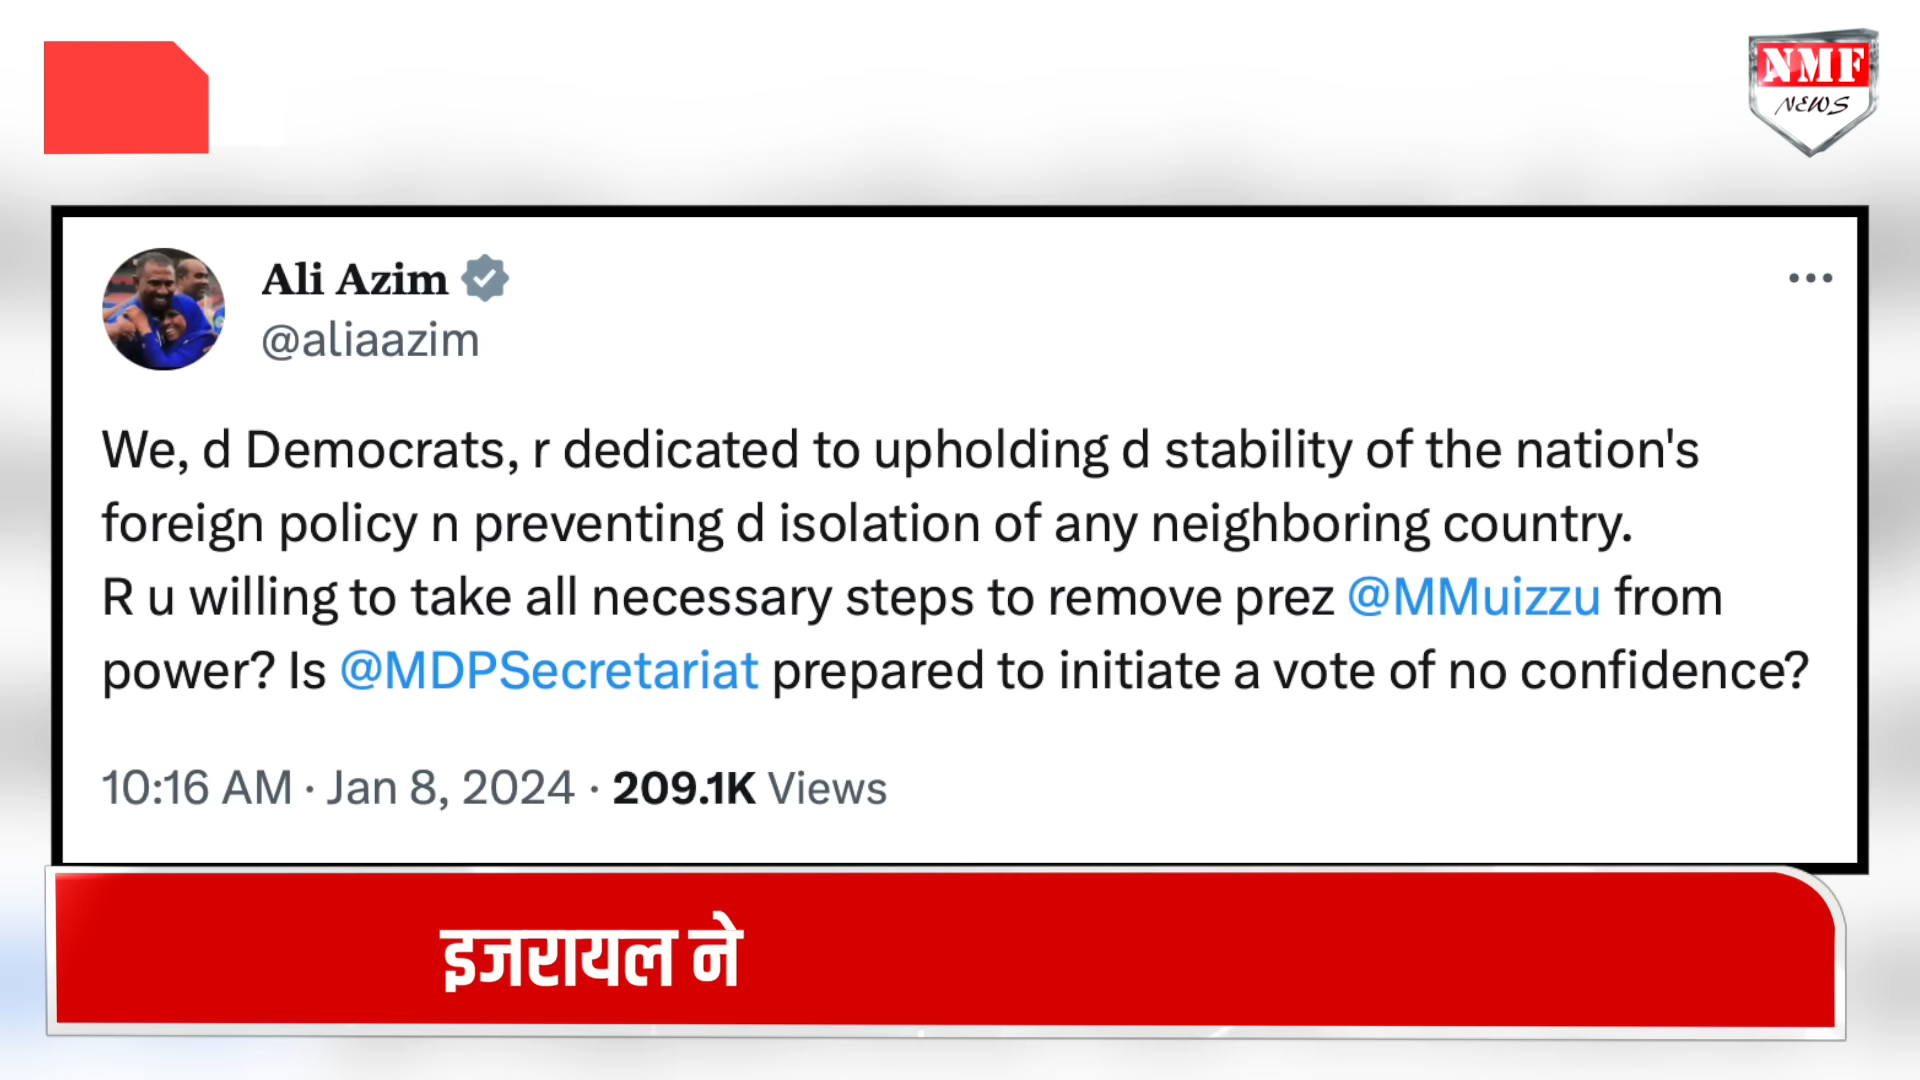 NMF
NEWS
Ali Azim
@aliaazim
We, d Democrats, r dedicated to upholding d stability of the nation's
foreign policy n preventing d isolation of any neighboring country.
R u willing to take all necessary steps to remove prez @MMuizzu from
power? Is @MDPSecretariat prepared to initiate a vote of no confidence?
10:16 AM · Jan 8, 2024 · 209.1K Views
इजरायल ने